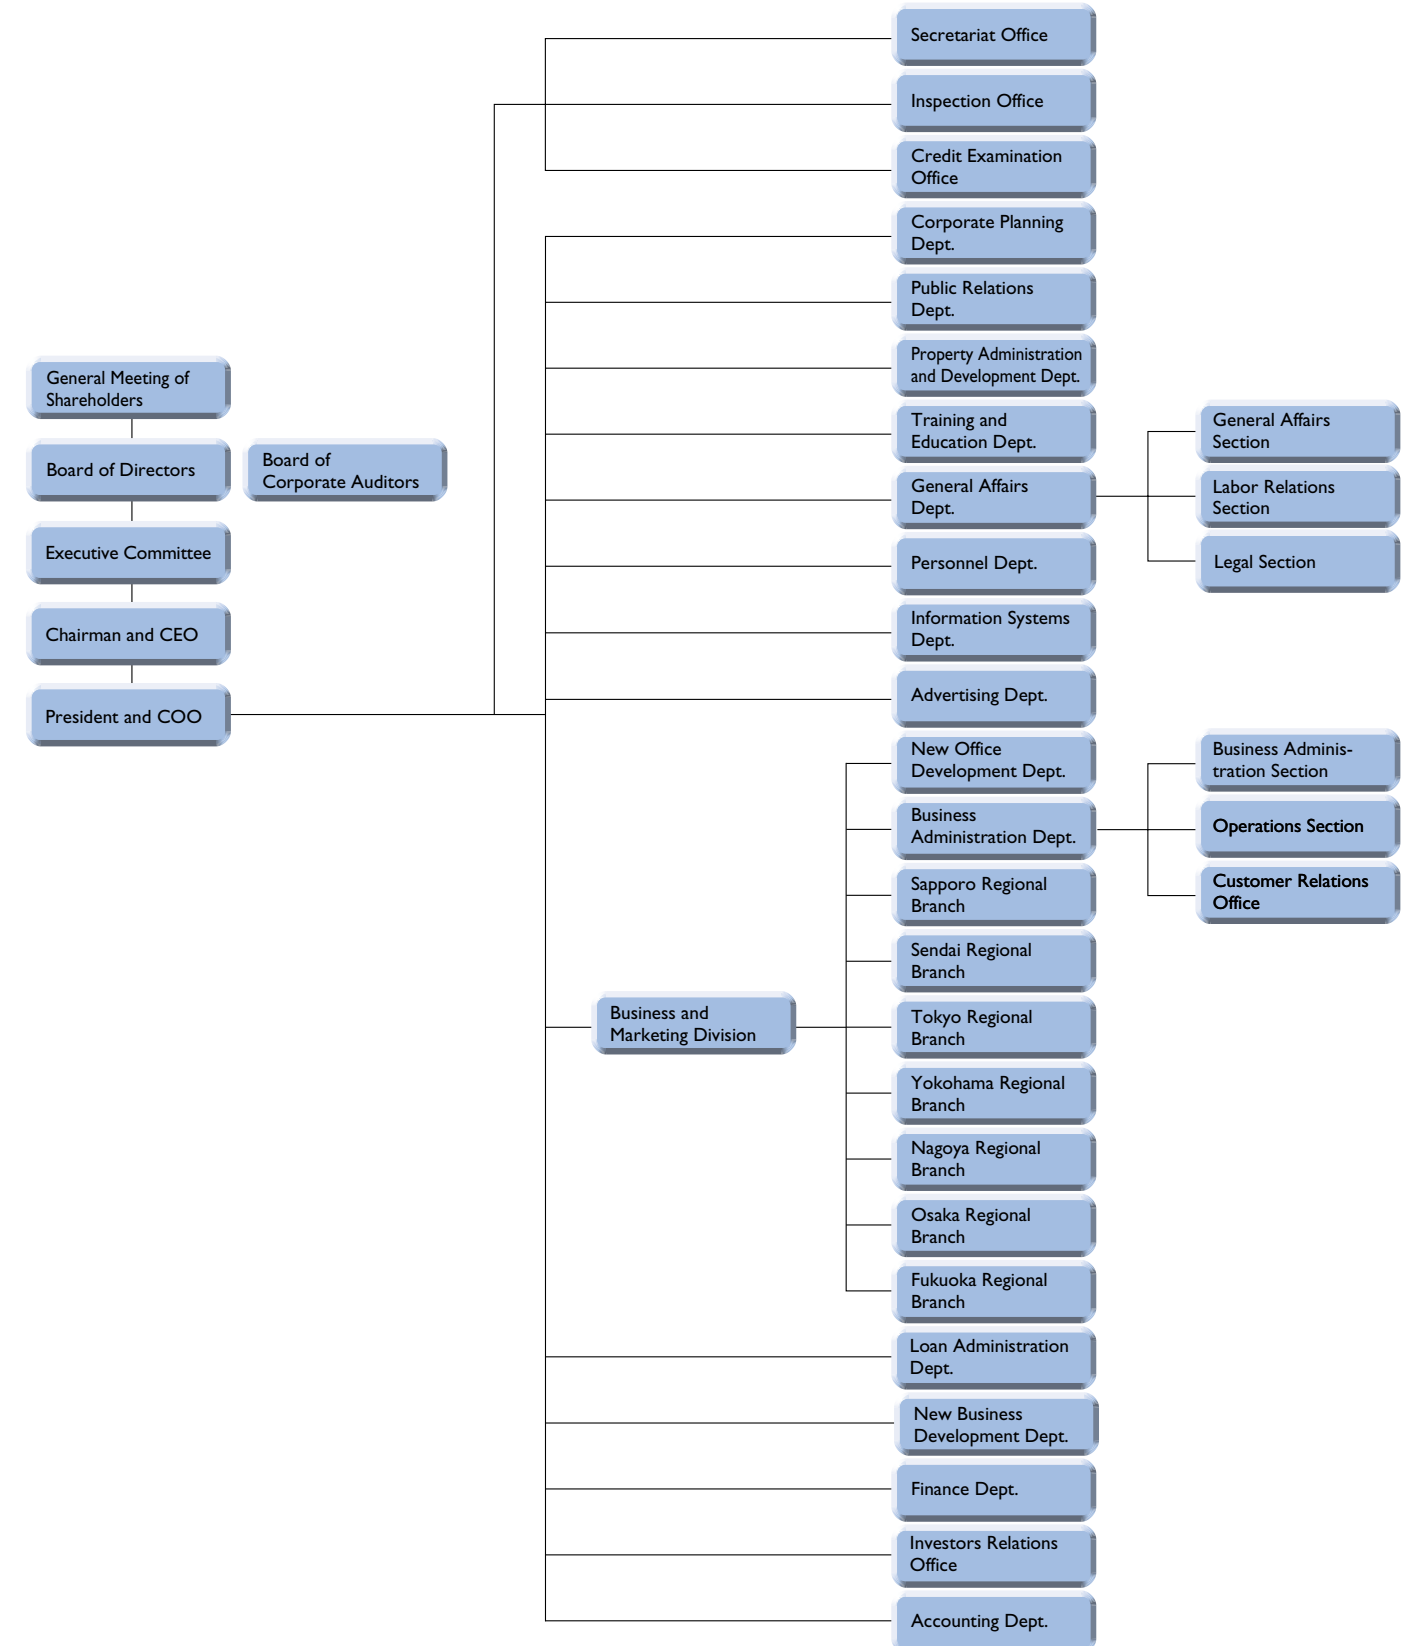 General Meeting of
Shareholders
Board of Directors
Board of
Corporate Auditors
Executive Committee
Chairman and CEO
President and COO
Secretariat Office
Inspection Office
Credit Examination
Office
Corporate Planning
Dept.
Public Relations
Dept.
Property Administration
and Development Dept.
Training and
Education Dept.
General Affairs
Dept.
General Affairs
Section
Labor Relations
Section
Legal Section
Personnel Dept.
Information Systems
Dept.
Advertising Dept.
Business and
Marketing Division
New Office
Development Dept.
Business
Administration Dept.
Business Adminis-
tration Section
Operations Section
Customer Relations
Office
Sapporo Regional
Branch
Sendai Regional
Branch
Tokyo Regional
Branch
Yokohama Regional
Branch
Nagoya Regional
Branch
Osaka Regional
Branch
Fukuoka Regional
Branch
Loan Administration
Dept.
New Business
Development Dept.
Finance Dept.
Investors Relations
Office
Accounting Dept.